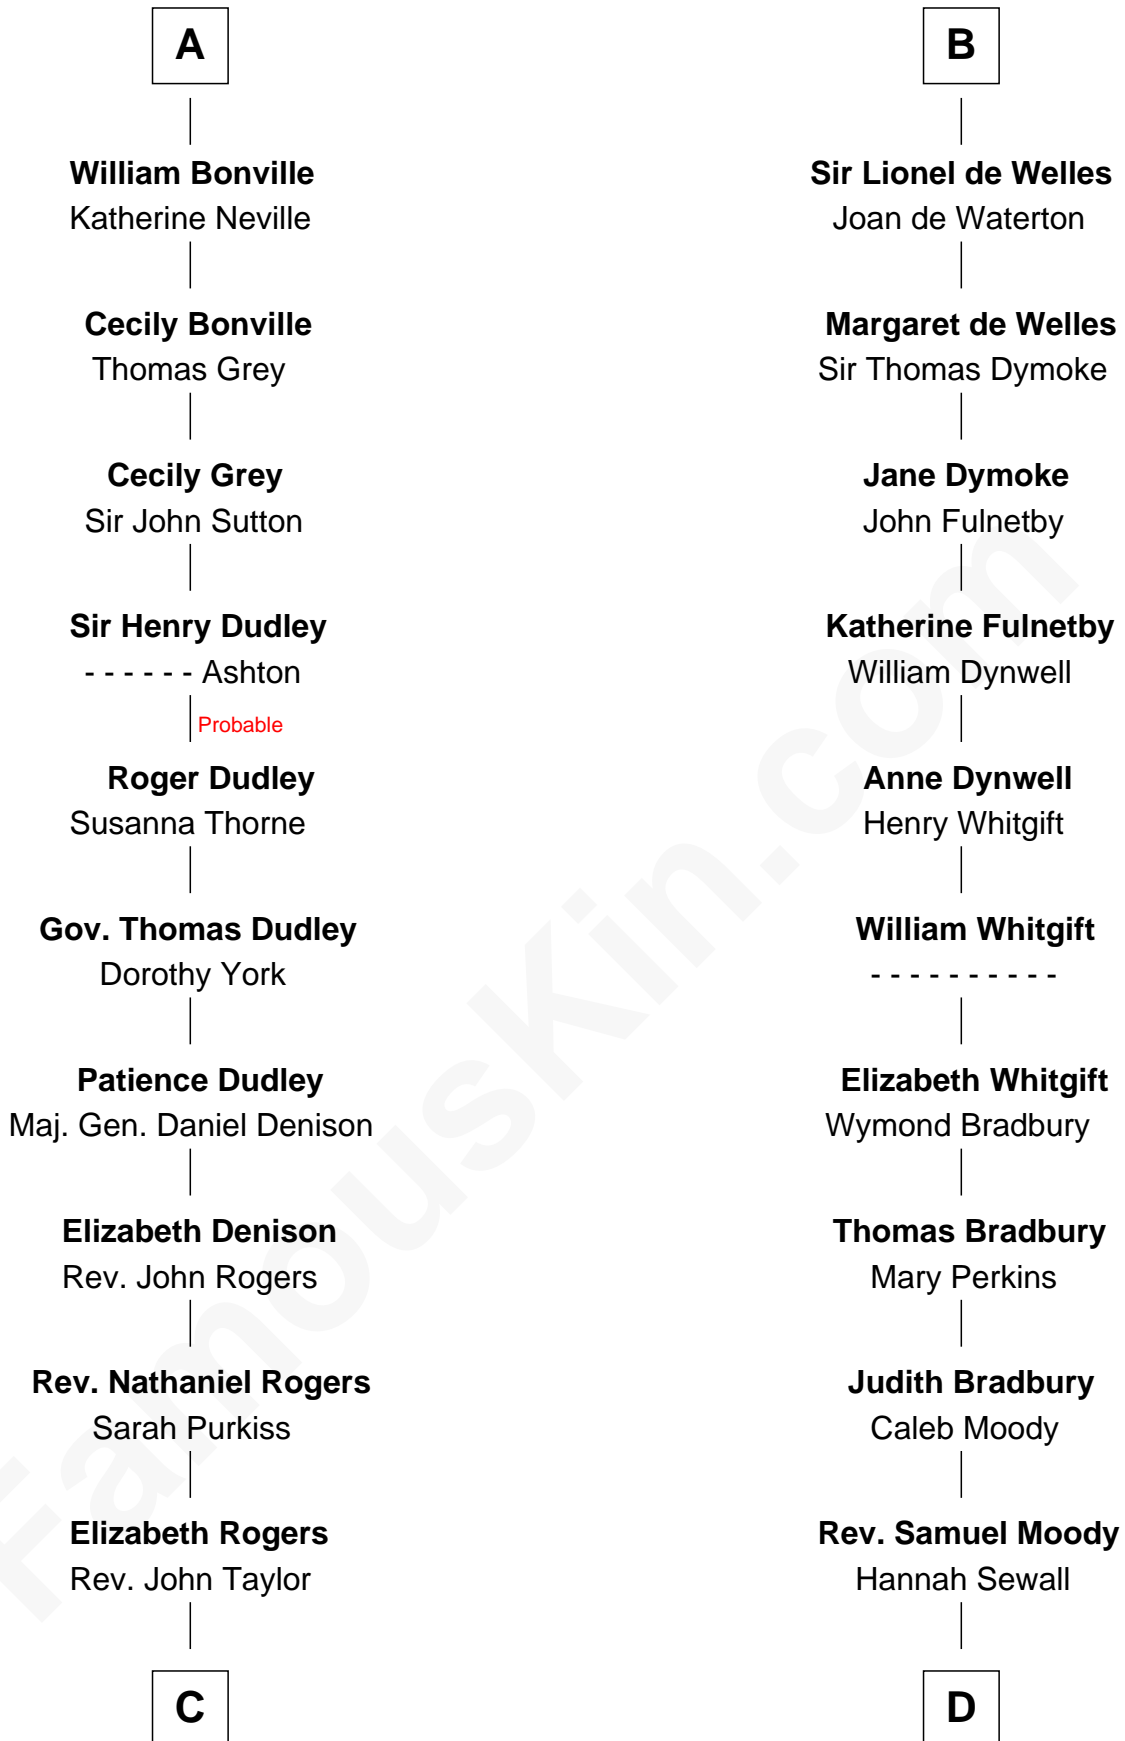 A
William Bonville
Katherine Neville
Cecily Bonville
Thomas Grey
Cecily Grey
Sir John Sutton
Sir Henry Dudley
- - - - - - Ashton
Probable
Roger Dudley
Susanna Thorne
Gov. Thomas Dudley
Dorothy York
Patience Dudley
Maj. Gen. Daniel Denison
Elizabeth Denison
Rev. John Rogers
Rev. Nathaniel Rogers
Sarah Purkiss
Elizabeth Rogers
Rev. John Taylor
C
B
Sir Lionel de Welles
Joan de Waterton
Margaret de Welles
Sir Thomas Dymoke
Jane Dymoke
John Fulnetby
Katherine Fulnetby
William Dynwell
Anne Dynwell
Henry Whitgift
William Whitgift
- - - - - - - - - -
Elizabeth Whitgift
Wymond Bradbury
Thomas Bradbury
Mary Perkins
Judith Bradbury
Caleb Moody
Rev. Samuel Moody
Hannah Sewall
D
FamousKin.com